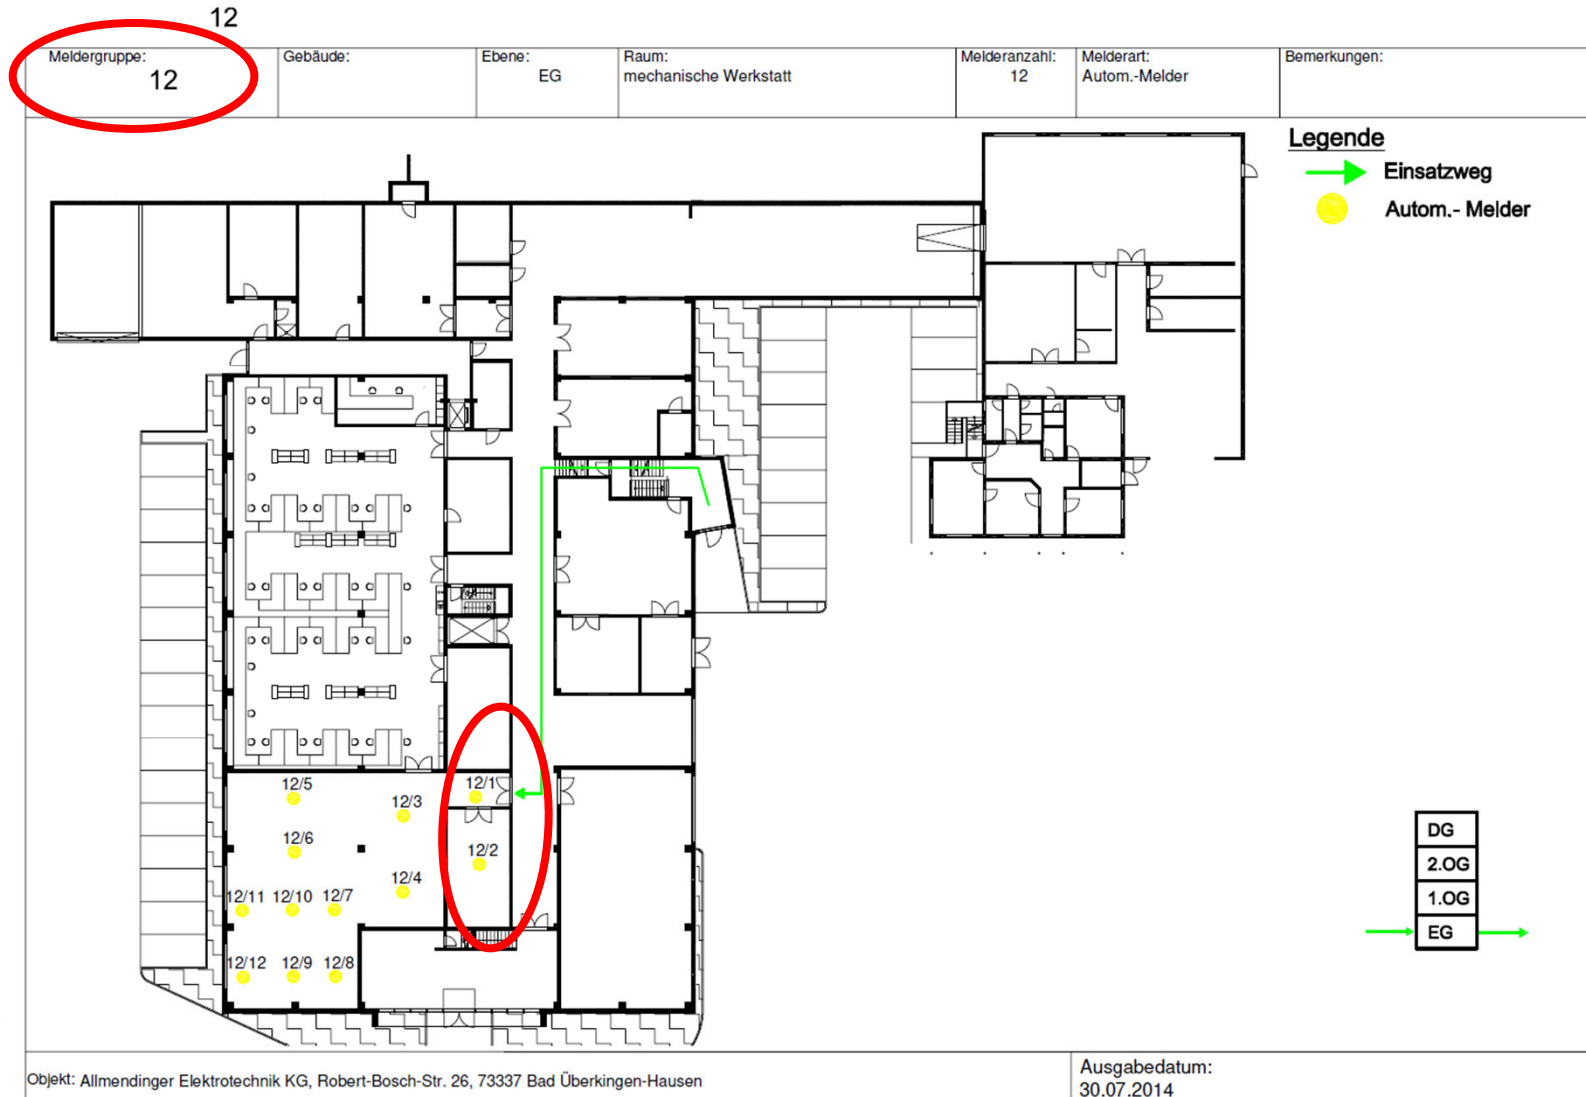 12
Meldergruppe:
12
Gebäude:
Ebene:
EG
Raum:
mechanische Werkstatt
Melderanzahl:
12
Melderart:
Autom.-Melder
Bemerkungen:
Legende
Einsatzweg
Autom.- Melder
12/5
12/1
12/3
12/6
12/2
12/4
12/11
12/10
12/7
12/12
12/9
12/8
DG
2.OG
1.OG
EG
Objekt: Allmendinger Elektrotechnik KG, Robert-Bosch-Str. 26, 73337 Bad Überkingen-Hausen
Ausgabedatum:
30.07.2014